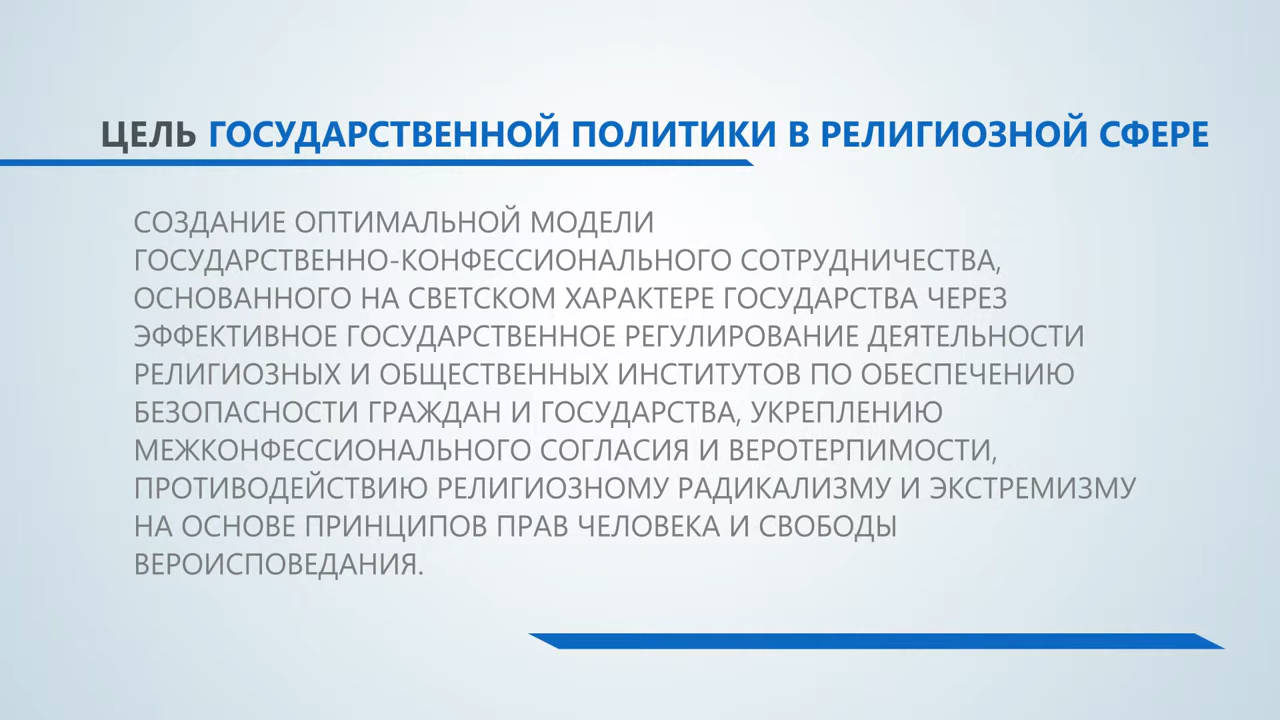 ЦЕЛЬ ГОСУДАРСТВЕННОЙ ПОЛИТИКИ В РЕЛИГИОЗНОЙ СФЕРЕ
СОЗДАНИЕ ОПТИМАЛЬНОЙ МОДЕЛИ
ГОСУДАРСТВЕННО-КОНФЕССИОНАЛЬНОГО СОТРУДНИЧЕСТВА,
ОСНОВАННОГО НА СВЕТСКОМ ХАРАКТЕРЕ ГОСУДАРСТВА ЧЕРЕЗ
ЭФФЕКТИВНОЕ ГОСУДАРСТВЕННОЕ РЕГУЛИРОВАНИЕ ДЕЯТЕЛЬНОСТИ
РЕЛИГИОЗНЫХ И ОБЩЕСТВЕННЫХ ИНСТИТУТОВ ПО ОБЕСПЕЧЕНИЮ
БЕЗОПАСНОСТИ ГРАЖДАН И ГОСУДАРСТВА, УКРЕПЛЕНИЮ
МЕЖКОНФЕССИОНАЛЬНОГО СОГЛАСИЯ И ВЕРОТЕРПИМОСТИ,
ПРОТИВОДЕЙСТВИЮ РЕЛИГИОЗНОМУ РАДИКАЛИЗМУ И ЭКСТРЕМИЗМУ
НА ОСНОВЕ ПРИНЦИПОВ ПРАВ ЧЕЛОВЕКА И СВОБОДЫ
ВЕРОИСПОВЕДАНИЯ.